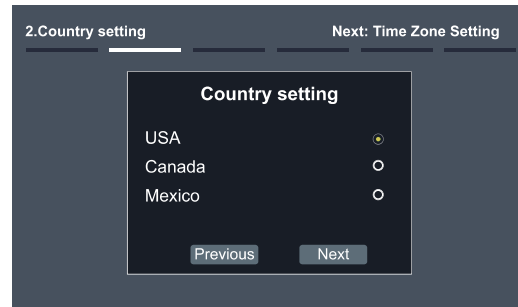 2.Country setting
Next: Time Zone Setting
Country setting
USA
Canada
Mexico
Previous
Next